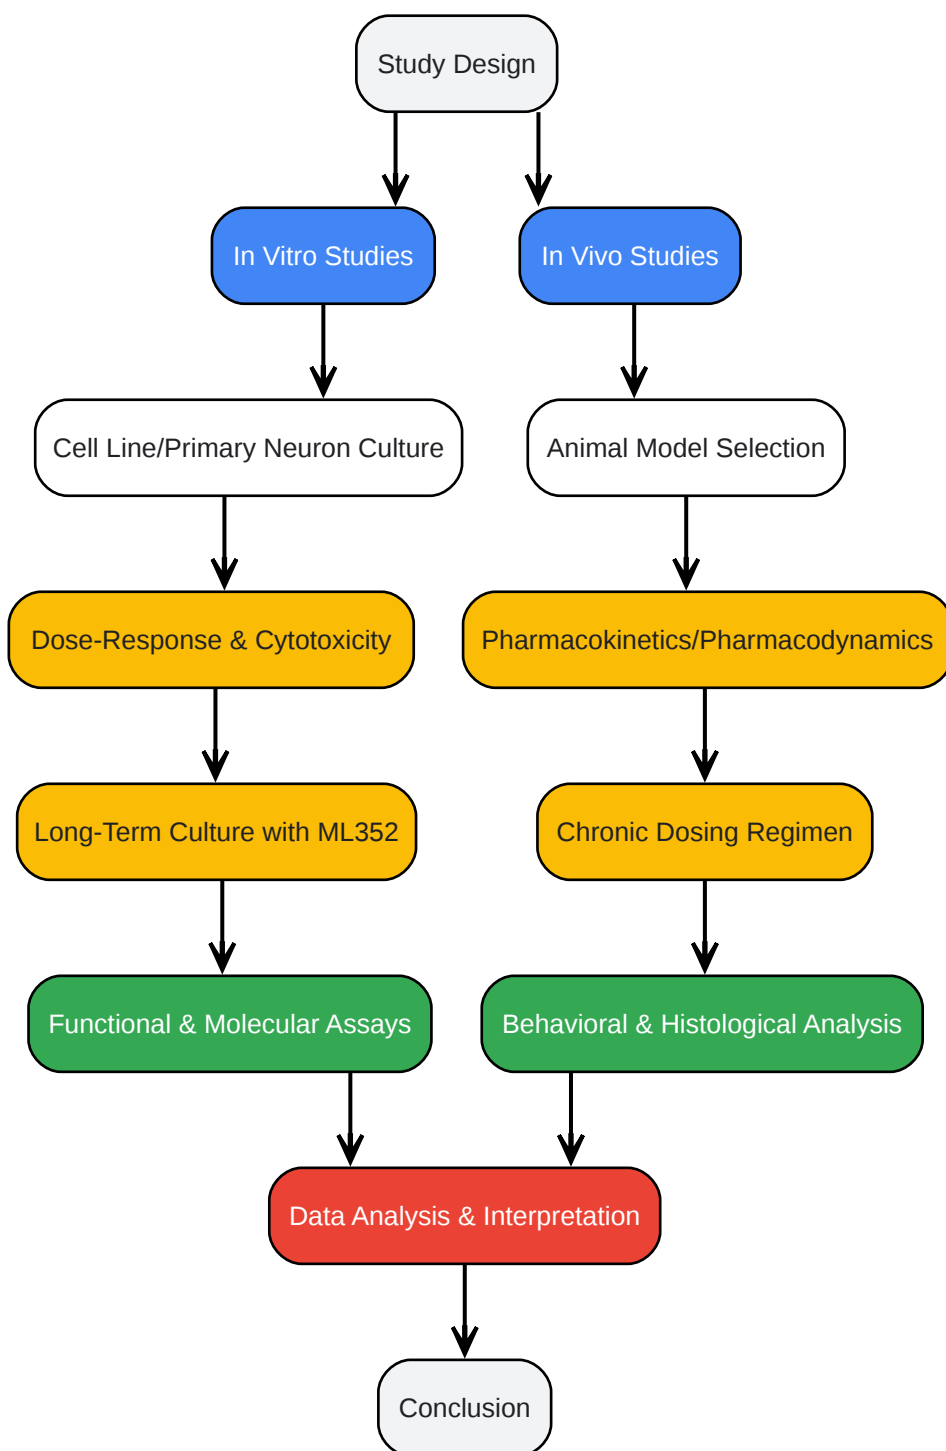 Study Design
In Vitro Studies
In Vivo Studies
Cell Line/Primary Neuron Culture
Animal Model Selection
Dose-Response & Cytotoxicity
Pharmacokinetics/Pharmacodynamics
Long-Term Culture with ML352
Chronic Dosing Regimen
Functional & Molecular Assays
Behavioral & Histological Analysis
Data Analysis & Interpretation
Conclusion